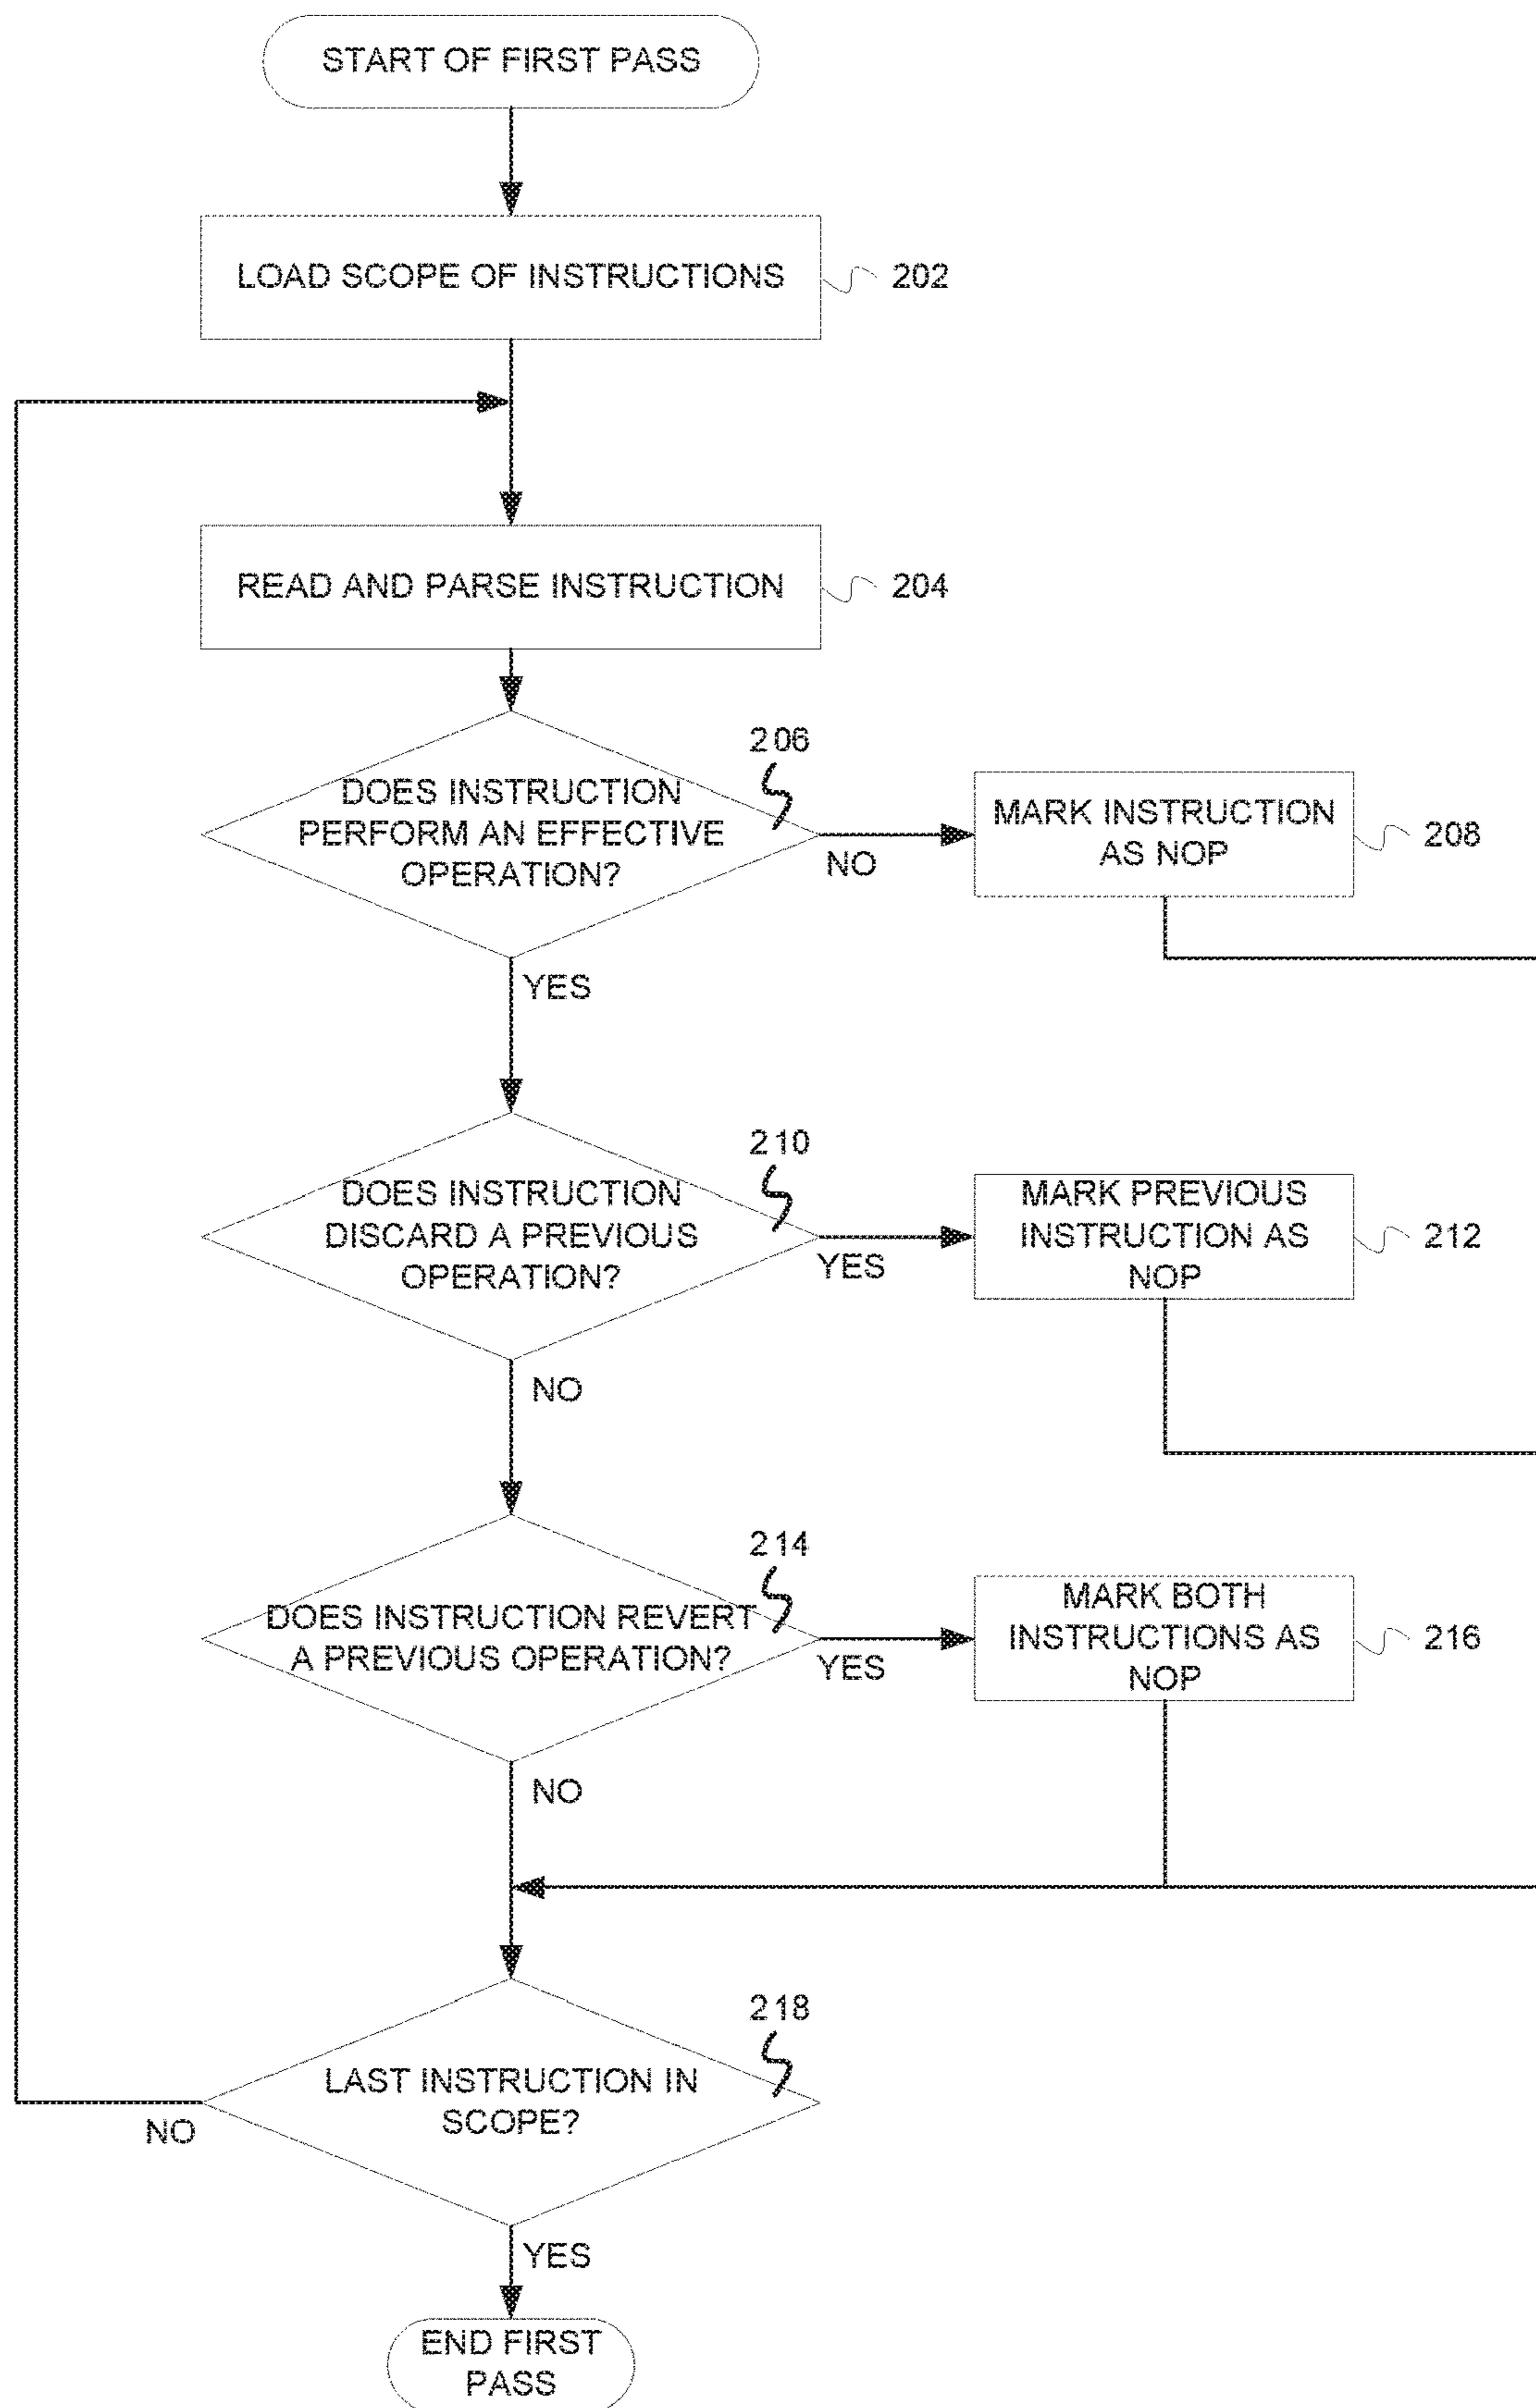 START OF FIRST PASS
LOAD SCOPE OF INSTRUCTIONS
202
READ AND PARSE INSTRUCTION
204
206
DOES INSTRUCTION
PERFORM AN EFFECTIVE
OPERATION?
NO
MARK INSTRUCTION
AS NOP
208
YES
210
DOES INSTRUCTION
DISCARD A PREVIOUS
OPERATION?
YES
MARK PREVIOUS
INSTRUCTION AS
NOP
212
NO
214
DOES INSTRUCTION REVERT
A PREVIOUS OPERATION?
YES
MARK BOTH
INSTRUCTIONS AS
NOP
216
NO
218
LAST INSTRUCTION IN
SCOPE?
NO
YES
END FIRST
PASS